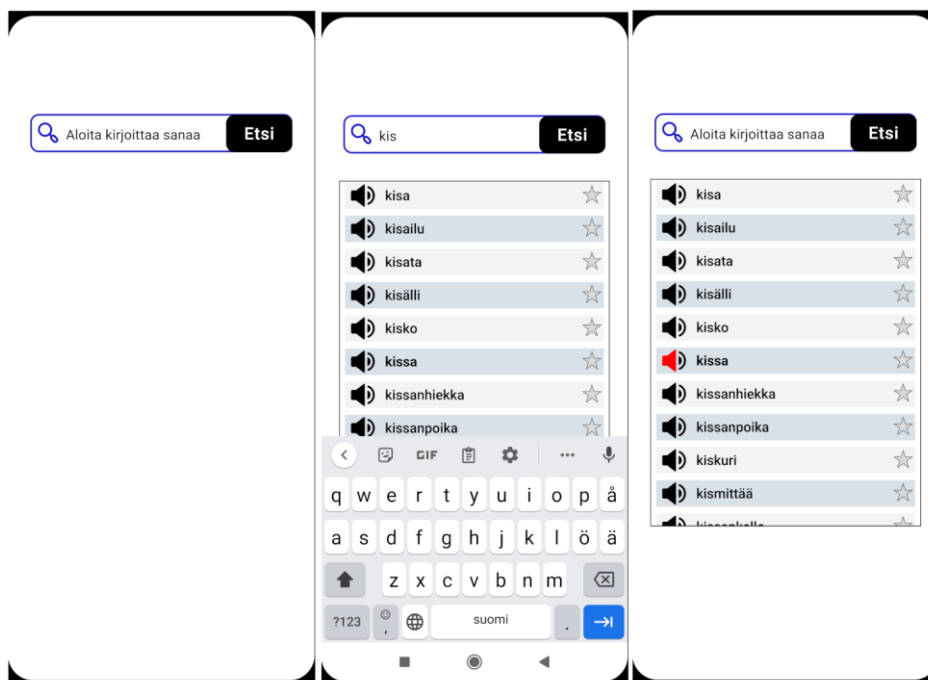 Aloita kirjoittaa sanaa Etsi
kis Etsi
kisa
kisailu
kisata
kisälli
kisko
kissa
kissanhiekka
kissanpoika
GIF
q w e r t y u i o p å
a s d f g h j k l ö ä
z x c v b n m
?123 , suomi .
Aloita kirjoittaa sanaa Etsi
kisa
kisailu
kisata
kisälli
kisko
kissa
kissanhiekka
kissanpoika
kiskuri
kismittää